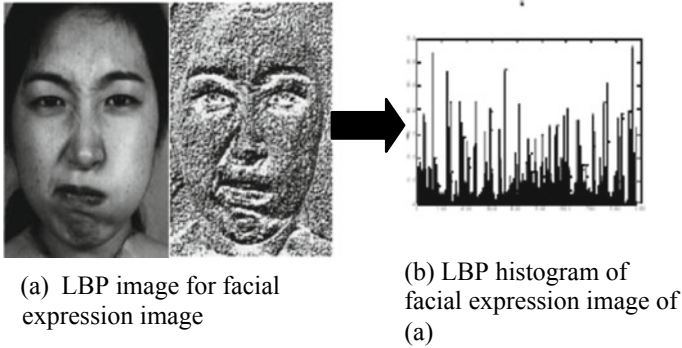 (a) LBP image for facial
expression image
(b) LBP histogram of
facial expression image of
(a)